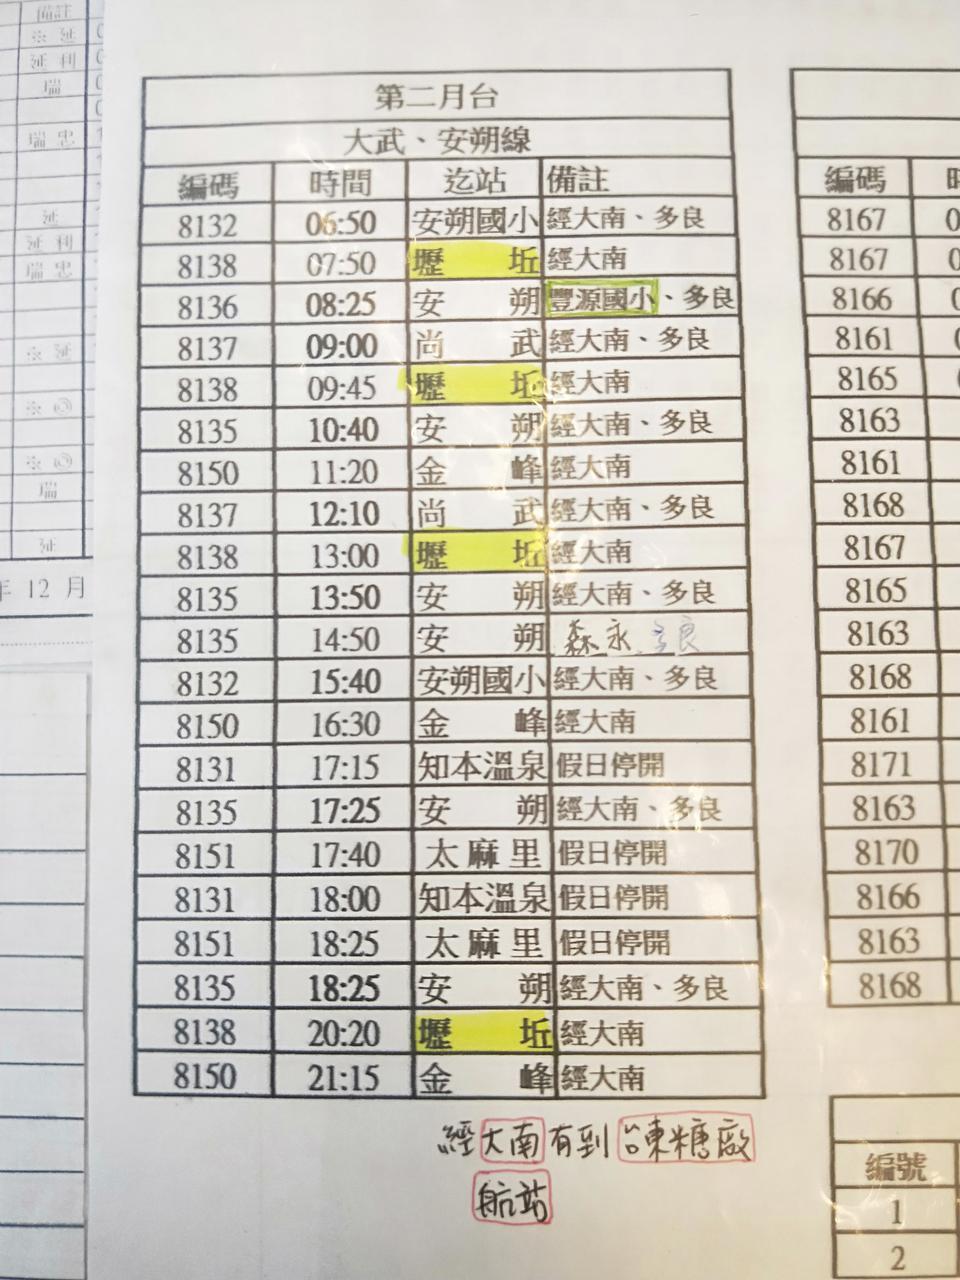 備註
※ 延
延 利
瑞
瑞 忠
延
延 利
瑞 忠
※ 延
※ ◎
※ ◎
瑞
延
年 12 月
第二月台
大武、安朔線
編碼 時間 迄站 備註
8132 06:50 安朔國小 經大南、多良
8138 07:50 壢 坵 經大南
8136 08:25 安 朔 豐源國小、多良
8137 09:00 尚 武 經大南、多良
8138 09:45 壢 坵 經大南
8135 10:40 安 朔 經大南、多良
8150 11:20 金 峰 經大南
8137 12:10 尚 武 經大南、多良
8138 13:00 壢 坵 經大南
8135 13:50 安 朔 經大南、多良
8135 14:50 安 朔 森永 多良
8132 15:40 安朔國小 經大南、多良
8150 16:30 金 峰 經大南
8131 17:15 知本溫泉 假日停開
8135 17:25 安 朔 經大南、多良
8151 17:40 太 麻 里 假日停開
8131 18:00 知本溫泉 假日停開
8151 18:25 太 麻 里 假日停開
8135 18:25 安 朔 經大南、多良
8138 20:20 壢 坵 經大南
8150 21:15 金 峰 經大南
經大南有到台東糖廠
航站
編碼
8167
8167
8166
8161
8165
8163
8161
8168
8167
8165
8163
8168
8161
8171
8163
8170
8166
8163
8168
編號
1
2